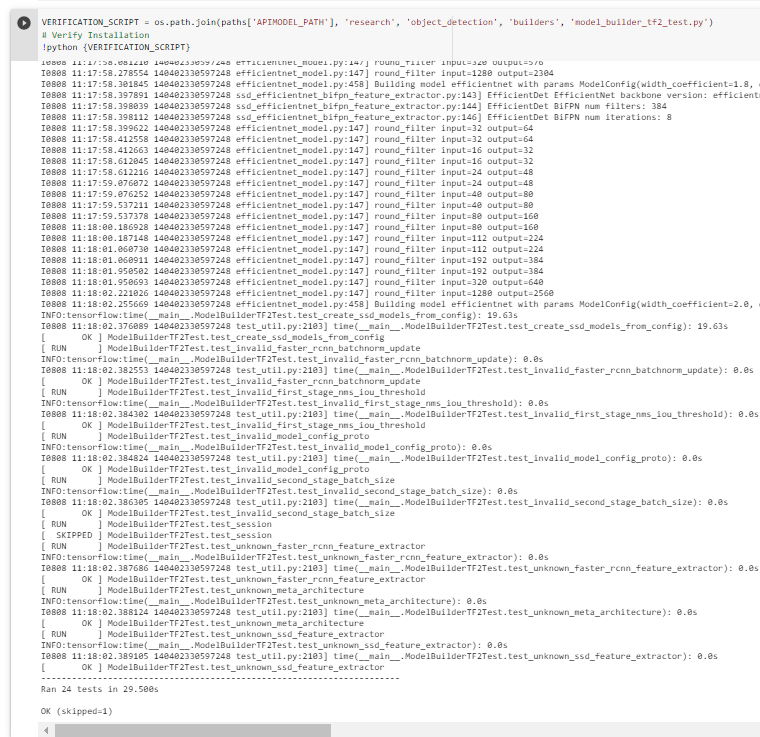 VERIFICATION_SCRIPT = os.path.join(paths['APIMODEL_PATH'], 'research', 'object_detection', 'builders', 'model_builder_tf2_test.py')
# Verify Installation
!python {VERIFICATION_SCRIPT}
I0808 11:17:58.081210 140402330597248 efficientnet_model.py:147] round_filter input=320 output=576
I0808 11:17:58.278554 140402330597248 efficientnet_model.py:147] round_filter input=1280 output=2304
I0808 11:17:58.301845 140402330597248 efficientnet_model.py:458] Building model efficientnet with params ModelConfig(width_coefficient=1.8,
I0808 11:17:58.397891 140402330597248 ssd_efficientnet_bifpn_feature_extractor.py:143] EfficientDet EfficientNet backbone version: efficient
I0808 11:17:58.398039 140402330597248 ssd_efficientnet_bifpn_feature_extractor.py:144] EfficientDet BiFPN num filters: 384
I0808 11:17:58.398112 140402330597248 ssd_efficientnet_bifpn_feature_extractor.py:146] EfficientDet BiFPN num iterations: 8
I0808 11:17:58.399622 140402330597248 efficientnet_model.py:147] round_filter input=32 output=64
I0808 11:17:58.412558 140402330597248 efficientnet_model.py:147] round_filter input=32 output=64
I0808 11:17:58.412663 140402330597248 efficientnet_model.py:147] round_filter input=16 output=32
I0808 11:17:58.612045 140402330597248 efficientnet_model.py:147] round_filter input=16 output=32
I0808 11:17:58.612216 140402330597248 efficientnet_model.py:147] round_filter input=24 output=48
I0808 11:17:59.076072 140402330597248 efficientnet_model.py:147] round_filter input=24 output=48
I0808 11:17:59.076252 140402330597248 efficientnet_model.py:147] round_filter input=40 output=80
I0808 11:17:59.537211 140402330597248 efficientnet_model.py:147] round_filter input=40 output=80
I0808 11:17:59.537378 140402330597248 efficientnet_model.py:147] round_filter input=80 output=160
I0808 11:18:00.186928 140402330597248 efficientnet_model.py:147] round_filter input=80 output=160
I0808 11:18:00.187148 140402330597248 efficientnet_model.py:147] round_filter input=112 output=224
I0808 11:18:01.060730 140402330597248 efficientnet_model.py:147] round_filter input=112 output=224
I0808 11:18:01.060911 140402330597248 efficientnet_model.py:147] round_filter input=192 output=384
I0808 11:18:01.950502 140402330597248 efficientnet_model.py:147] round_filter input=192 output=384
I0808 11:18:01.950693 140402330597248 efficientnet_model.py:147] round_filter input=320 output=640
I0808 11:18:02.221026 140402330597248 efficientnet_model.py:147] round_filter input=1280 output=2560
I0808 11:18:02.255669 140402330597248 efficientnet_model.py:458] Building model efficientnet with params ModelConfig(width_coefficient=2.0,
INFO:tensorflow:time(__main__.ModelBuilderTF2Test.test_create_ssd_models_from_config): 19.63s
I0808 11:18:02.376089 140402330597248 test_util.py:2103] time(__main__.ModelBuilderTF2Test.test_create_ssd_models_from_config): 19.63s
[       OK ] ModelBuilderTF2Test.test_create_ssd_models_from_config
[ RUN      ] ModelBuilderTF2Test.test_invalid_faster_rcnn_batchnorm_update
INFO:tensorflow:time(__main__.ModelBuilderTF2Test.test_invalid_faster_rcnn_batchnorm_update): 0.0s
I0808 11:18:02.382553 140402330597248 test_util.py:2103] time(__main__.ModelBuilderTF2Test.test_invalid_faster_rcnn_batchnorm_update): 0.0s
[       OK ] ModelBuilderTF2Test.test_invalid_faster_rcnn_batchnorm_update
[ RUN      ] ModelBuilderTF2Test.test_invalid_first_stage_nms_iou_threshold
INFO:tensorflow:time(__main__.ModelBuilderTF2Test.test_invalid_first_stage_nms_iou_threshold): 0.0s
I0808 11:18:02.384302 140402330597248 test_util.py:2103] time(__main__.ModelBuilderTF2Test.test_invalid_first_stage_nms_iou_threshold): 0.0s
[       OK ] ModelBuilderTF2Test.test_invalid_first_stage_nms_iou_threshold
[ RUN      ] ModelBuilderTF2Test.test_invalid_model_config_proto
INFO:tensorflow:time(__main__.ModelBuilderTF2Test.test_invalid_model_config_proto): 0.0s
I0808 11:18:02.384824 140402330597248 test_util.py:2103] time(__main__.ModelBuilderTF2Test.test_invalid_model_config_proto): 0.0s
[       OK ] ModelBuilderTF2Test.test_invalid_model_config_proto
[ RUN      ] ModelBuilderTF2Test.test_invalid_second_stage_batch_size
INFO:tensorflow:time(__main__.ModelBuilderTF2Test.test_invalid_second_stage_batch_size): 0.0s
I0808 11:18:02.386305 140402330597248 test_util.py:2103] time(__main__.ModelBuilderTF2Test.test_invalid_second_stage_batch_size): 0.0s
[       OK ] ModelBuilderTF2Test.test_invalid_second_stage_batch_size
[ RUN      ] ModelBuilderTF2Test.test_session
[  SKIPPED ] ModelBuilderTF2Test.test_session
[ RUN      ] ModelBuilderTF2Test.test_unknown_faster_rcnn_feature_extractor
INFO:tensorflow:time(__main__.ModelBuilderTF2Test.test_unknown_faster_rcnn_feature_extractor): 0.0s
I0808 11:18:02.387686 140402330597248 test_util.py:2103] time(__main__.ModelBuilderTF2Test.test_unknown_faster_rcnn_feature_extractor): 0.0s
[       OK ] ModelBuilderTF2Test.test_unknown_faster_rcnn_feature_extractor
[ RUN      ] ModelBuilderTF2Test.test_unknown_meta_architecture
INFO:tensorflow:time(__main__.ModelBuilderTF2Test.test_unknown_meta_architecture): 0.0s
I0808 11:18:02.388124 140402330597248 test_util.py:2103] time(__main__.ModelBuilderTF2Test.test_unknown_meta_architecture): 0.0s
[       OK ] ModelBuilderTF2Test.test_unknown_meta_architecture
[ RUN      ] ModelBuilderTF2Test.test_unknown_ssd_feature_extractor
INFO:tensorflow:time(__main__.ModelBuilderTF2Test.test_unknown_ssd_feature_extractor): 0.0s
I0808 11:18:02.389105 140402330597248 test_util.py:2103] time(__main__.ModelBuilderTF2Test.test_unknown_ssd_feature_extractor): 0.0s
[       OK ] ModelBuilderTF2Test.test_unknown_ssd_feature_extractor
----------------------------------------------------------------------
Ran 24 tests in 29.500s
OK (skipped=1)